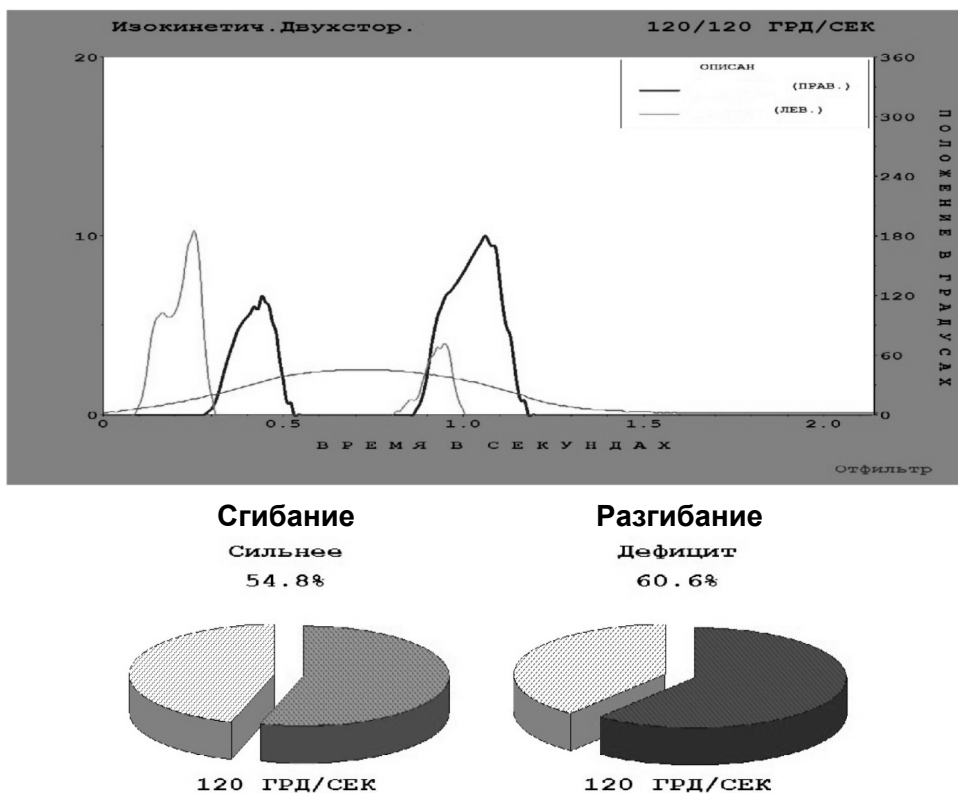 Изокинетич.Двухстор. 120/120 ГРД/СЕК
20 360
ОПИСАН
(ПРАВ.)
(ЛЕВ.)
300
240
10 180
120
60
0 0
0 0.5 1.0 1.5 2.0
ВРЕМЯ В СЕКУНДАХ
ПОЛОЖЕНИЕ В ГРАДУСАХ
Отфильтр
Сгибание Разгибание
Сильнее Дефицит
54.8% 60.6%
120 ГРД/СЕК 120 ГРД/СЕК